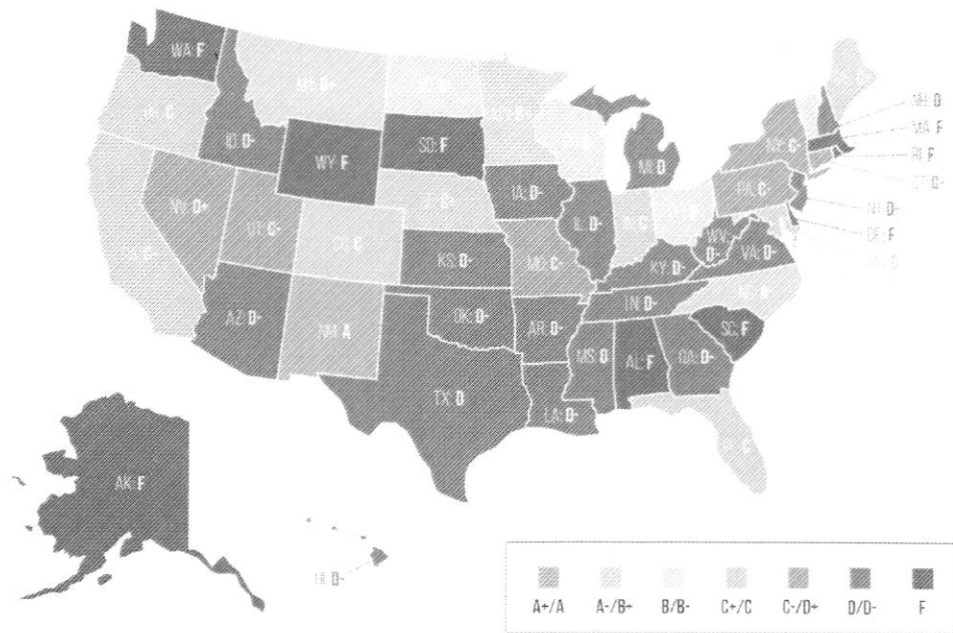 WA: F
ID: D-
WY: F
SD: F
NV: D+
UT: C-
CO: C
KS: D-
IA: D-
IL: D-
MO: C-
MI: D
IN: C
KY: D-
WV: D-
VA: D-
PA: C-
NY: C-
NH: D
MA: F
RI: F
CT: C-
NJ: D-
DE: F
MD: C
AZ: D-
NM: A
OK: D-
AR: D-
TN: D-
SC: F
TX: D
LA: D-
MS: D
AL: F
GA: D-
AK: F
HI: D-
A+/A A-/B+ B/B- C+/C C-/D+ D/D- F